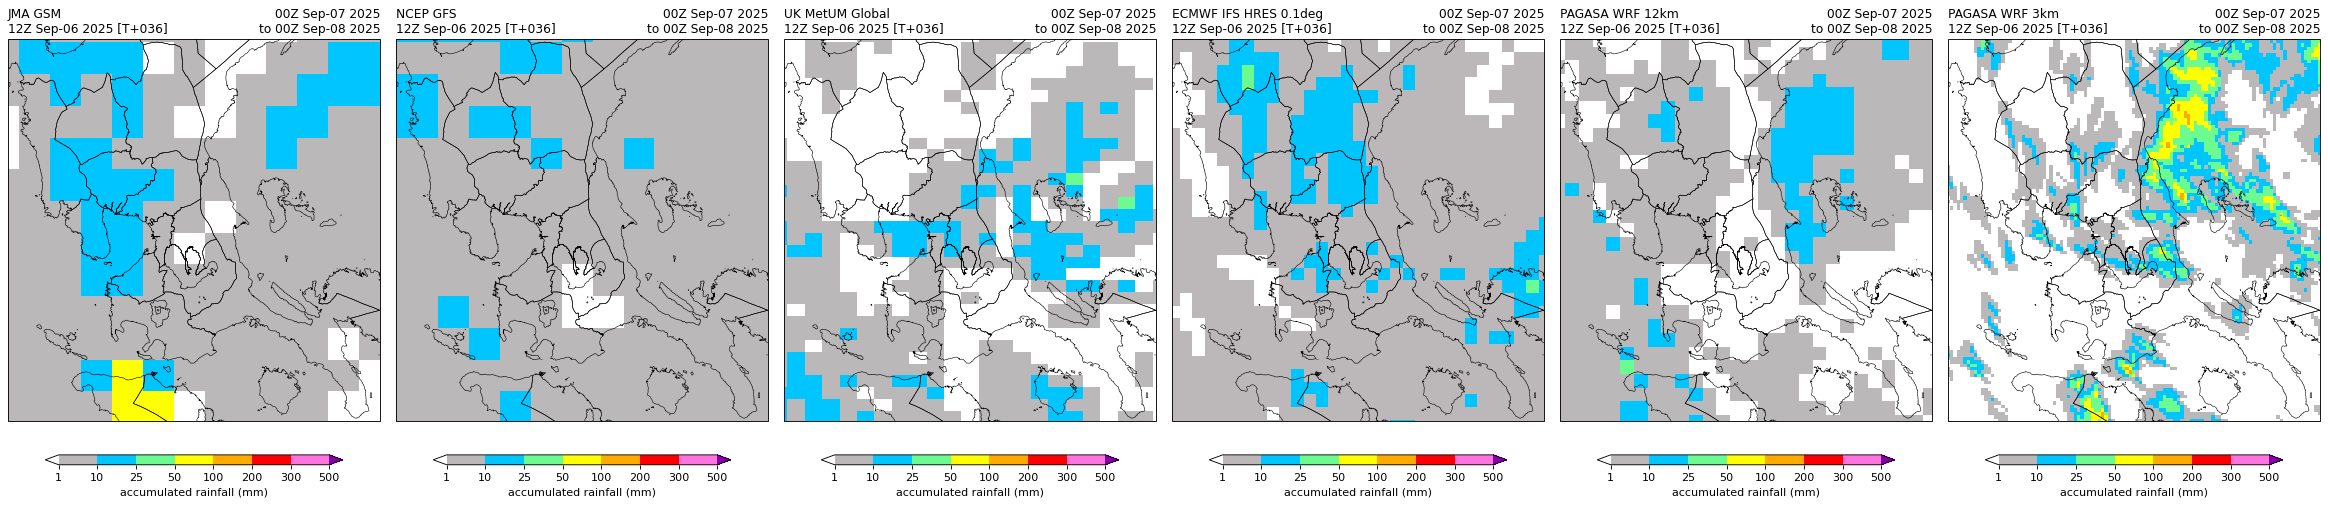 JMA GSM 00Z Sep-07 2025
12Z Sep-06 2025 [T+036] to 00Z Sep-08 2025
1 10 25 50 100 200 300 500
accumulated rainfall (mm)
NCEP GFS 00Z Sep-07 2025
12Z Sep-06 2025 [T+036] to 00Z Sep-08 2025
1 10 25 50 100 200 300 500
accumulated rainfall (mm)
UK MetUM Global 00Z Sep-07 2025
12Z Sep-06 2025 [T+036] to 00Z Sep-08 2025
1 10 25 50 100 200 300 500
accumulated rainfall (mm)
ECMWF IFS HRES 0.1deg 00Z Sep-07 2025
12Z Sep-06 2025 [T+036] to 00Z Sep-08 2025
1 10 25 50 100 200 300 500
accumulated rainfall (mm)
PAGASA WRF 12km 00Z Sep-07 2025
12Z Sep-06 2025 [T+036] to 00Z Sep-08 2025
1 10 25 50 100 200 300 500
accumulated rainfall (mm)
PAGASA WRF 3km 00Z Sep-07 2025
12Z Sep-06 2025 [T+036] to 00Z Sep-08 2025
1 10 25 50 100 200 300 500
accumulated rainfall (mm)